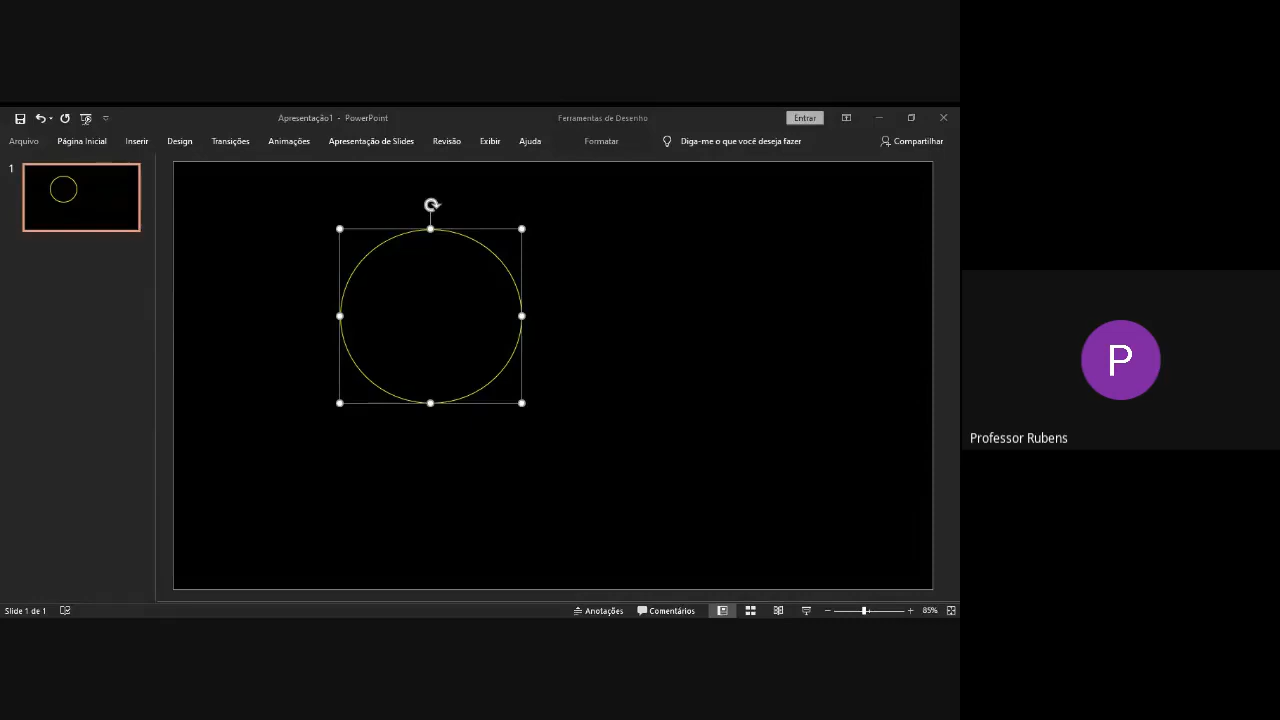 Apresentação1 - PowerPoint
Ferramentas de Desenho
Entrar
Arquivo
Página Inicial
Inserir
Design
Transições
Animações
Apresentação de Slides
Revisão
Exibir
Ajuda
Formatar
Diga-me o que você deseja fazer
Compartilhar
1
P
Professor Rubens
Slide 1 de 1
Anotações
Comentários
85%